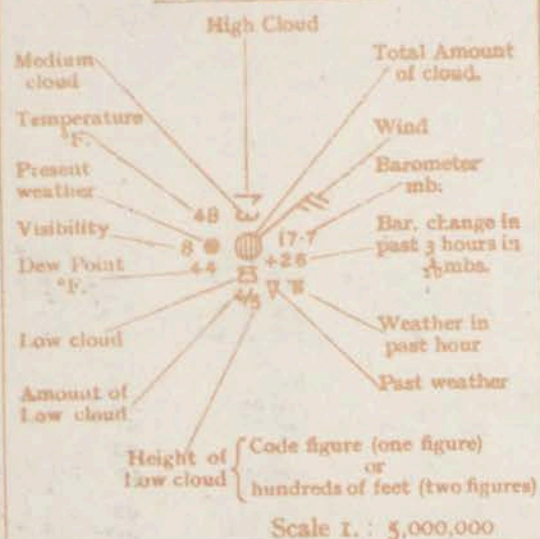 High Cloud
Medium
cloud
Total Amount
of cloud.
Temperature
°F.
Wind
Present
weather
Barometer
mb.
48
Visibility
8
17.7
Bar. change in
past 3 hours in
1/10 mbs.
+26
Dew Point
°F.
44
4/5
Low cloud
Weather in
past hour
Amount of
Low cloud
Past weather
Height of
Low cloud
Code figure (one figure)
or
hundreds of feet (two figures)
Scale 1. : 5,000,000